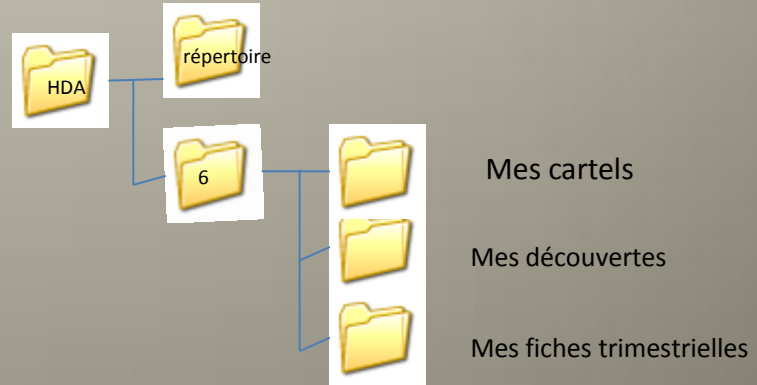 répertoire
HDA
6
Mes cartels
Mes découvertes
Mes fiches trimestrielles